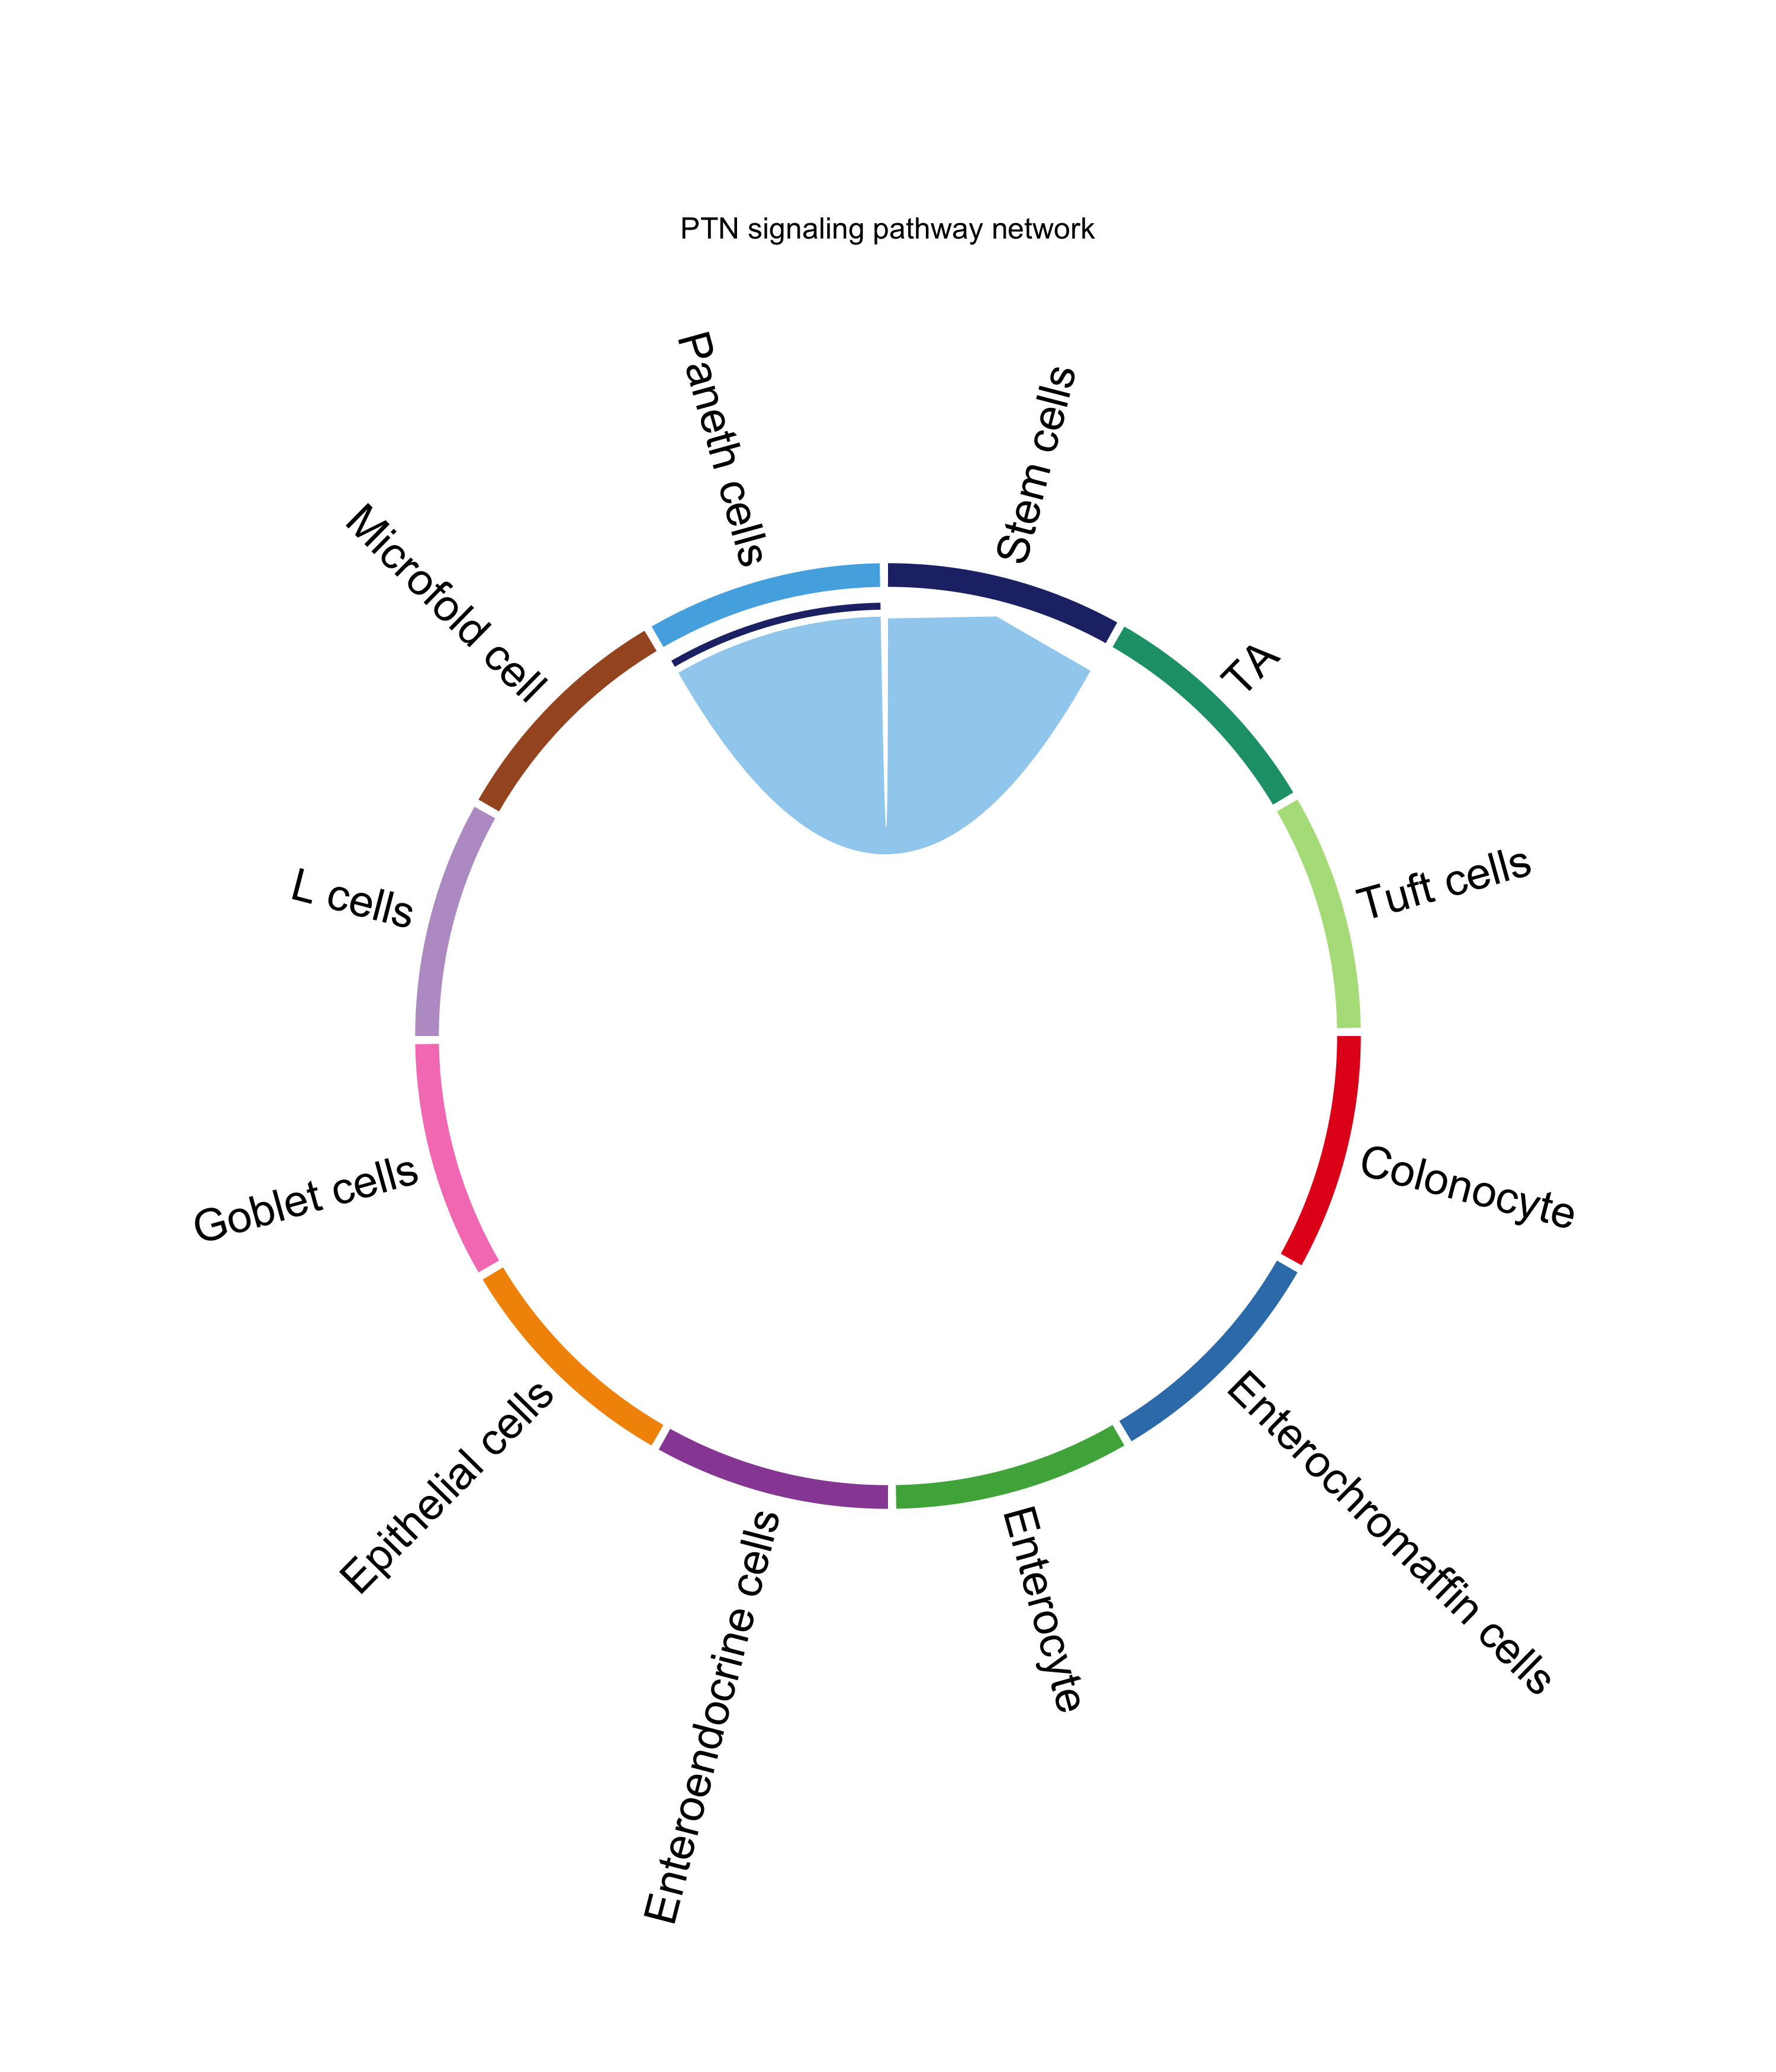 PTN signaling pathway network
Paneth cells
Stem cells
Microfold cell
TA
L cells
Tuft cells
Goblet cells
Colonocyte
Epithelial cells
Enterochromaffin cells
Enteroendocrine cells
Enterocyte